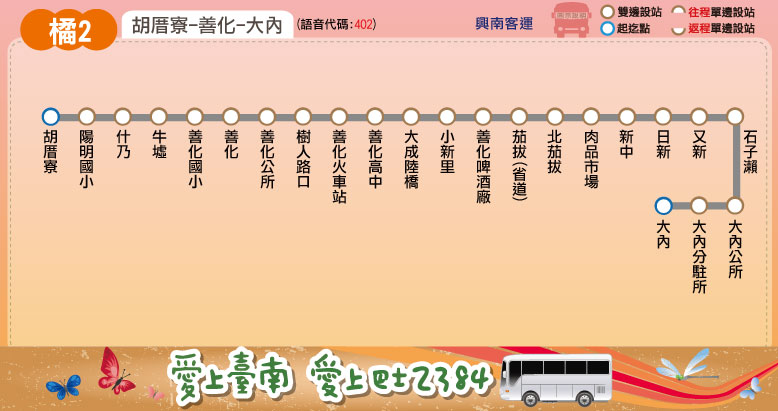 橘2
胡厝寮-善化-大內
(語音代碼:402)
興南客運
雙邊設站
往程單邊設站
起迄點
返程單邊設站
胡厝寮
陽明國小
什乃
牛墟
善化國小
善化
善化公所
樹人路口
善化火車站
善化高中
大成陸橋
小新里
善化啤酒廠
茄拔(省道)
北茄拔
肉品市場
新中
日新
又新
石子瀨
大內公所
大內分駐所
大內
愛上臺南 愛上巴士2384